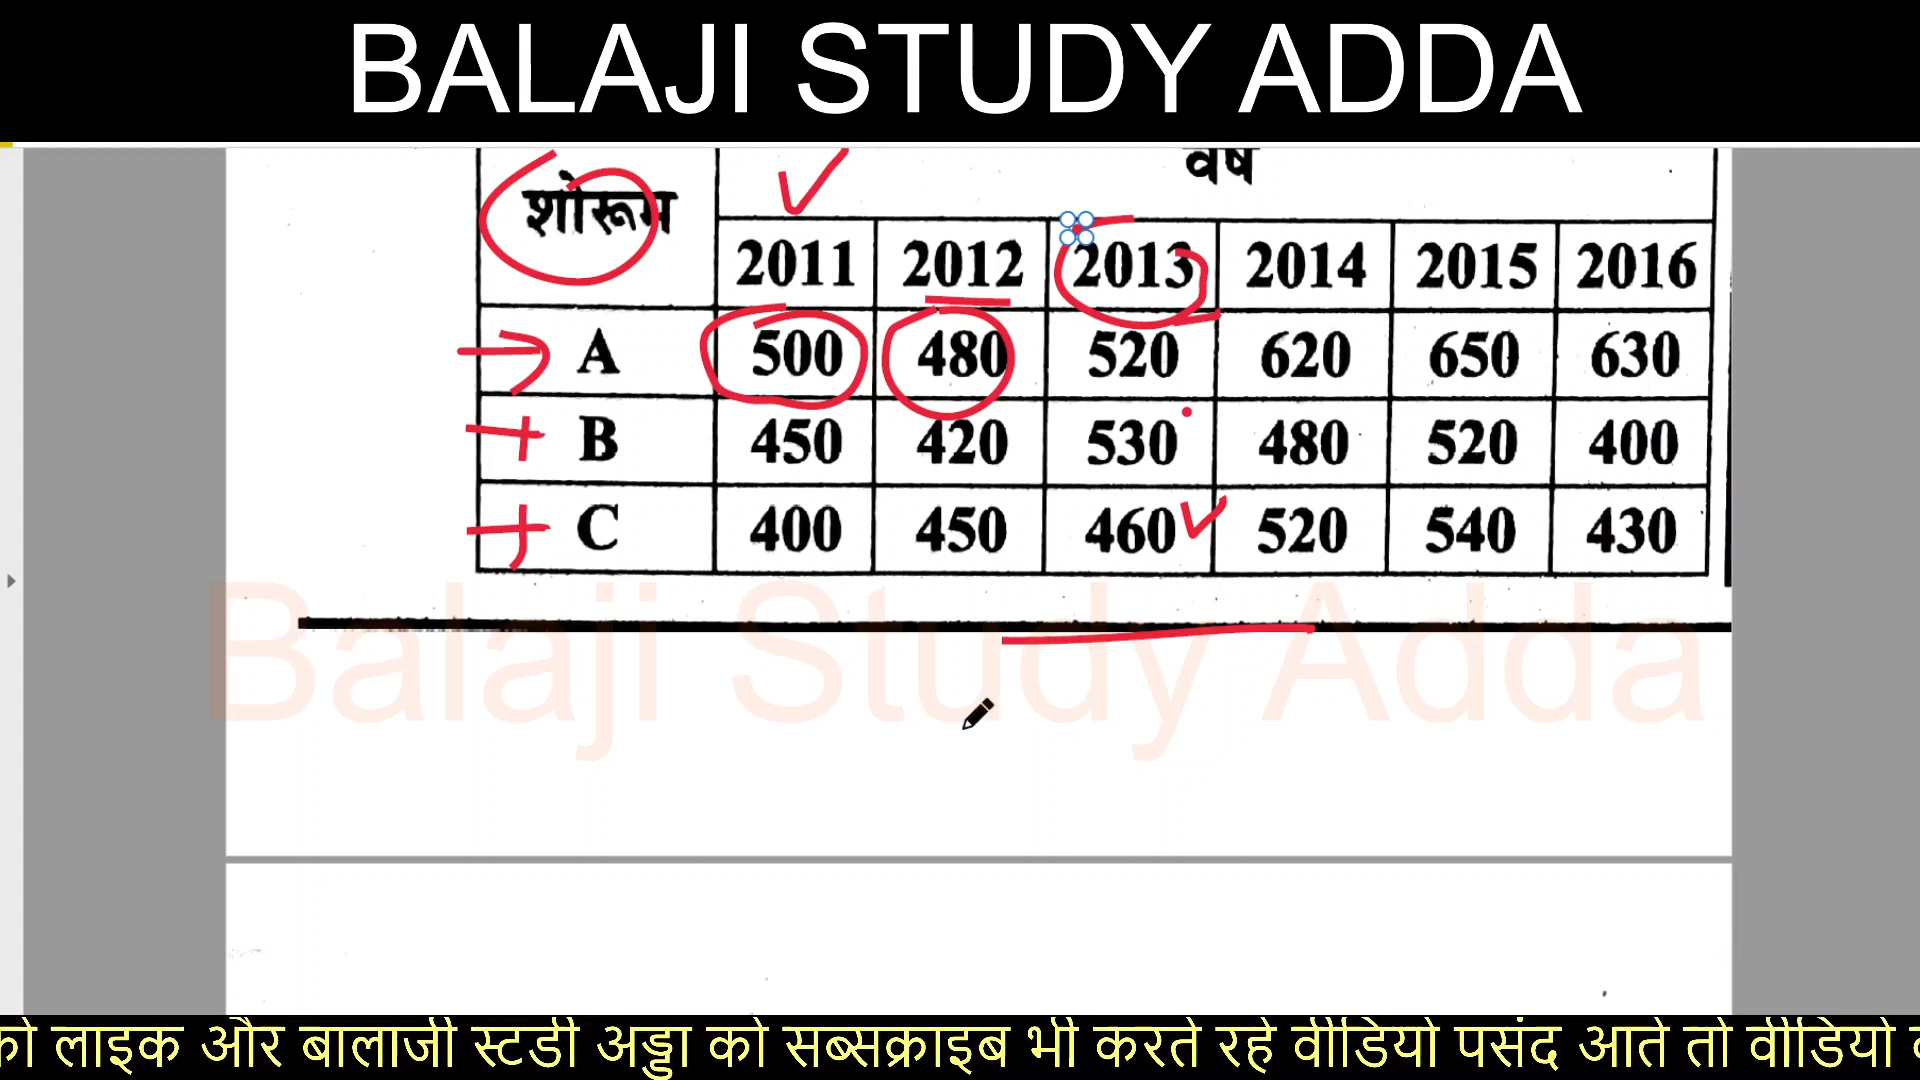 BALAJI STUDY ADDA
वर्ष
शोरूम
2011 2012 2013 2014 2015 2016
A 500 480 520 620 650 630
B 450 420 530 480 520 400
C 400 450 460 520 540 430
Balaji Study Adda
को लाइक और बालाजी स्टडी अड्डा को सब्सक्राइब भी करते रहे वीडियो पसंद आते तो वीडियो